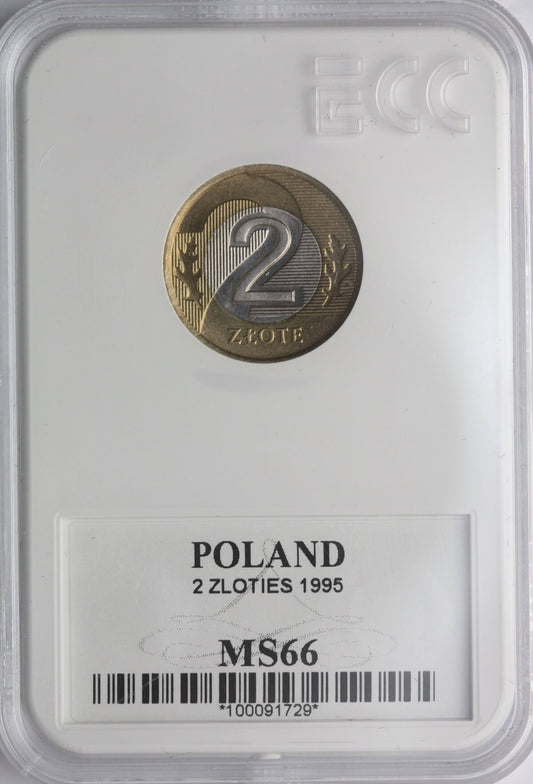 ECC
2
ZŁOTE
POLAND
2 ZLOTIES 1995
MS66
*100091729*